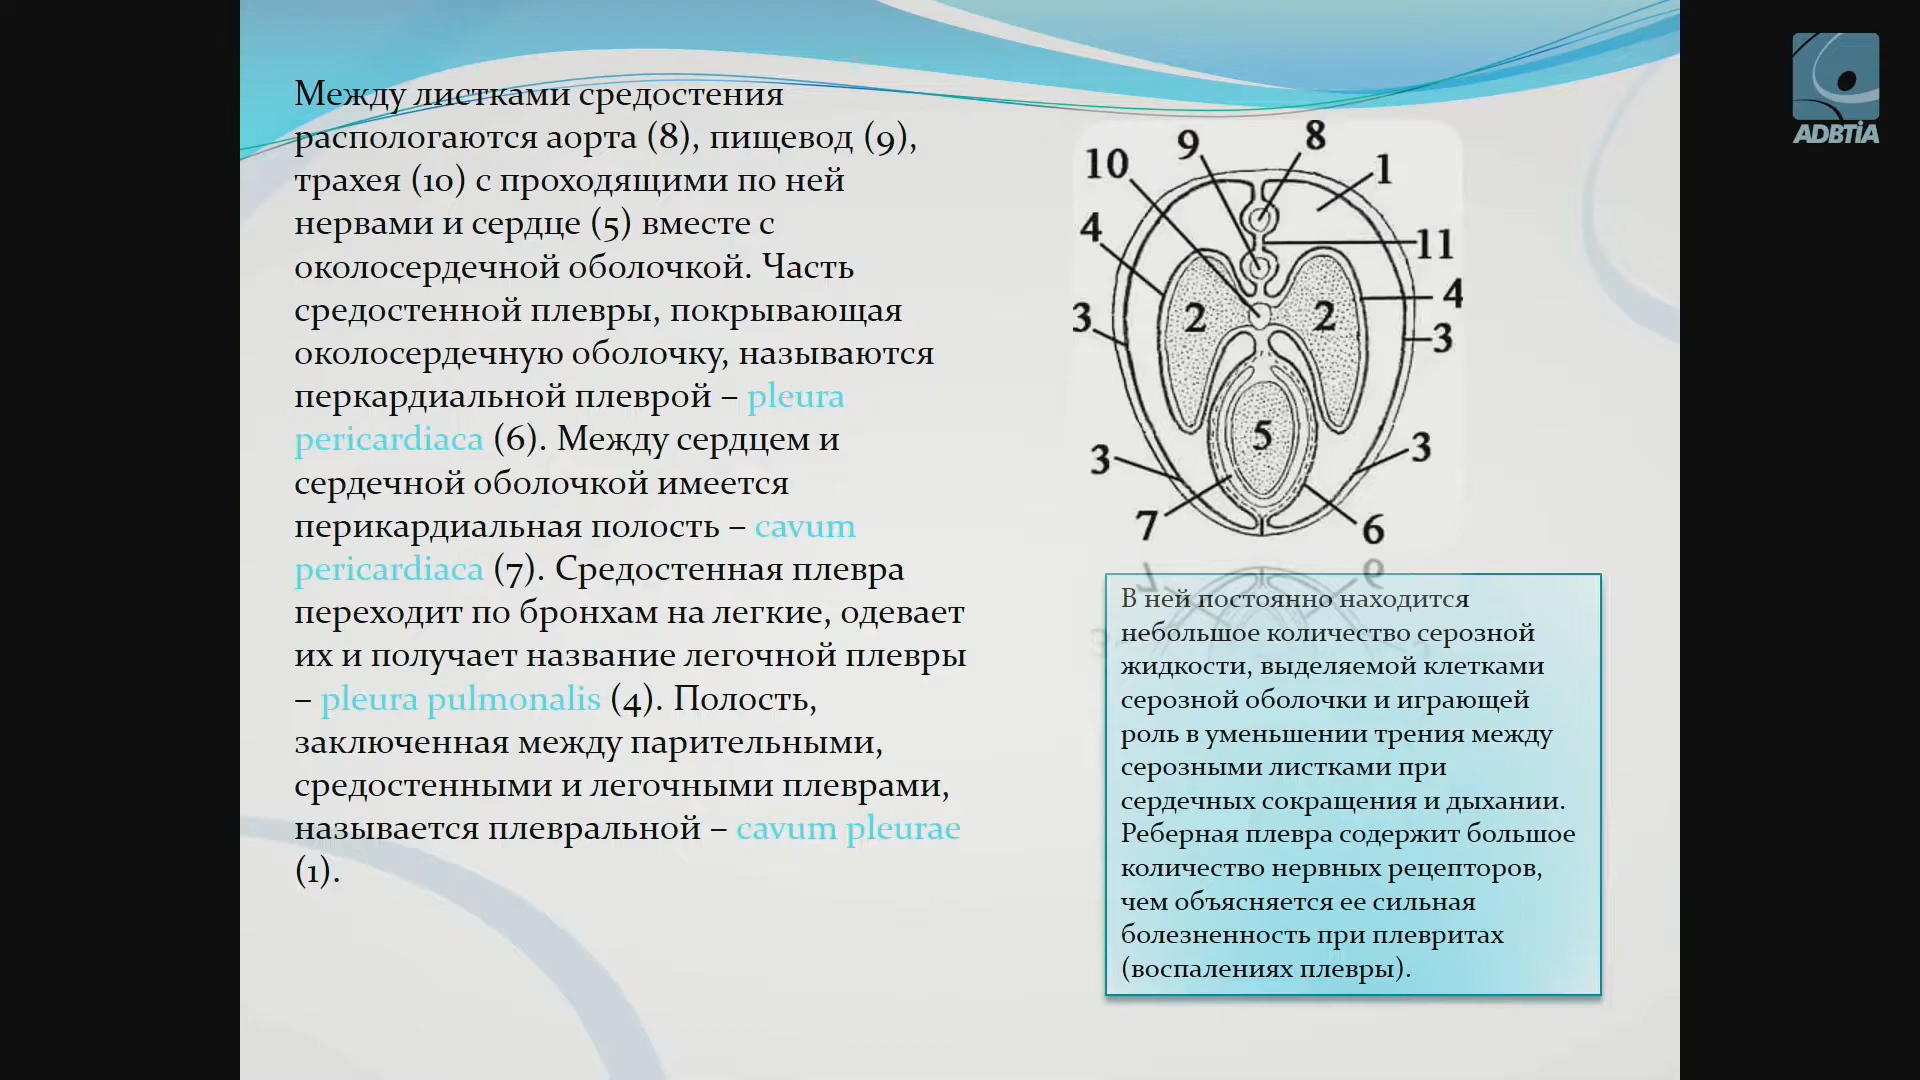 Между листками средостения
распологаются аорта (8), пищевод (9),
трахея (10) с проходящими по ней
нервами и сердце (5) вместе с
околосердечной оболочкой. Часть
средостенной плевры, покрывающая
околосердечную оболочку, называются
перкардиальной плеврой – pleura
pericardiaca (6). Между сердцем и
сердечной оболочкой имеется
перикардиальная полость – cavum
pericardiaca (7). Средостенная плевра
переходит по бронхам на легкие, одевает
их и получает название легочной плевры
– pleura pulmonalis (4). Полость,
заключенная между парительными,
средостенными и легочными плеврами,
называется плевральной – cavum pleurae
(1).
8
9
10
1
4
11
2
2
4
3
3
5
3
3
7
6
В ней постоянно находится
небольшое количество серозной
жидкости, выделяемой клетками
серозной оболочки и играющей
роль в уменьшении трения между
серозными листками при
сердечных сокращения и дыхании.
Реберная плевра содержит большое
количество нервных рецепторов,
чем объясняется ее сильная
болезненность при плевритах
(воспалениях плевры).
ADBTiA